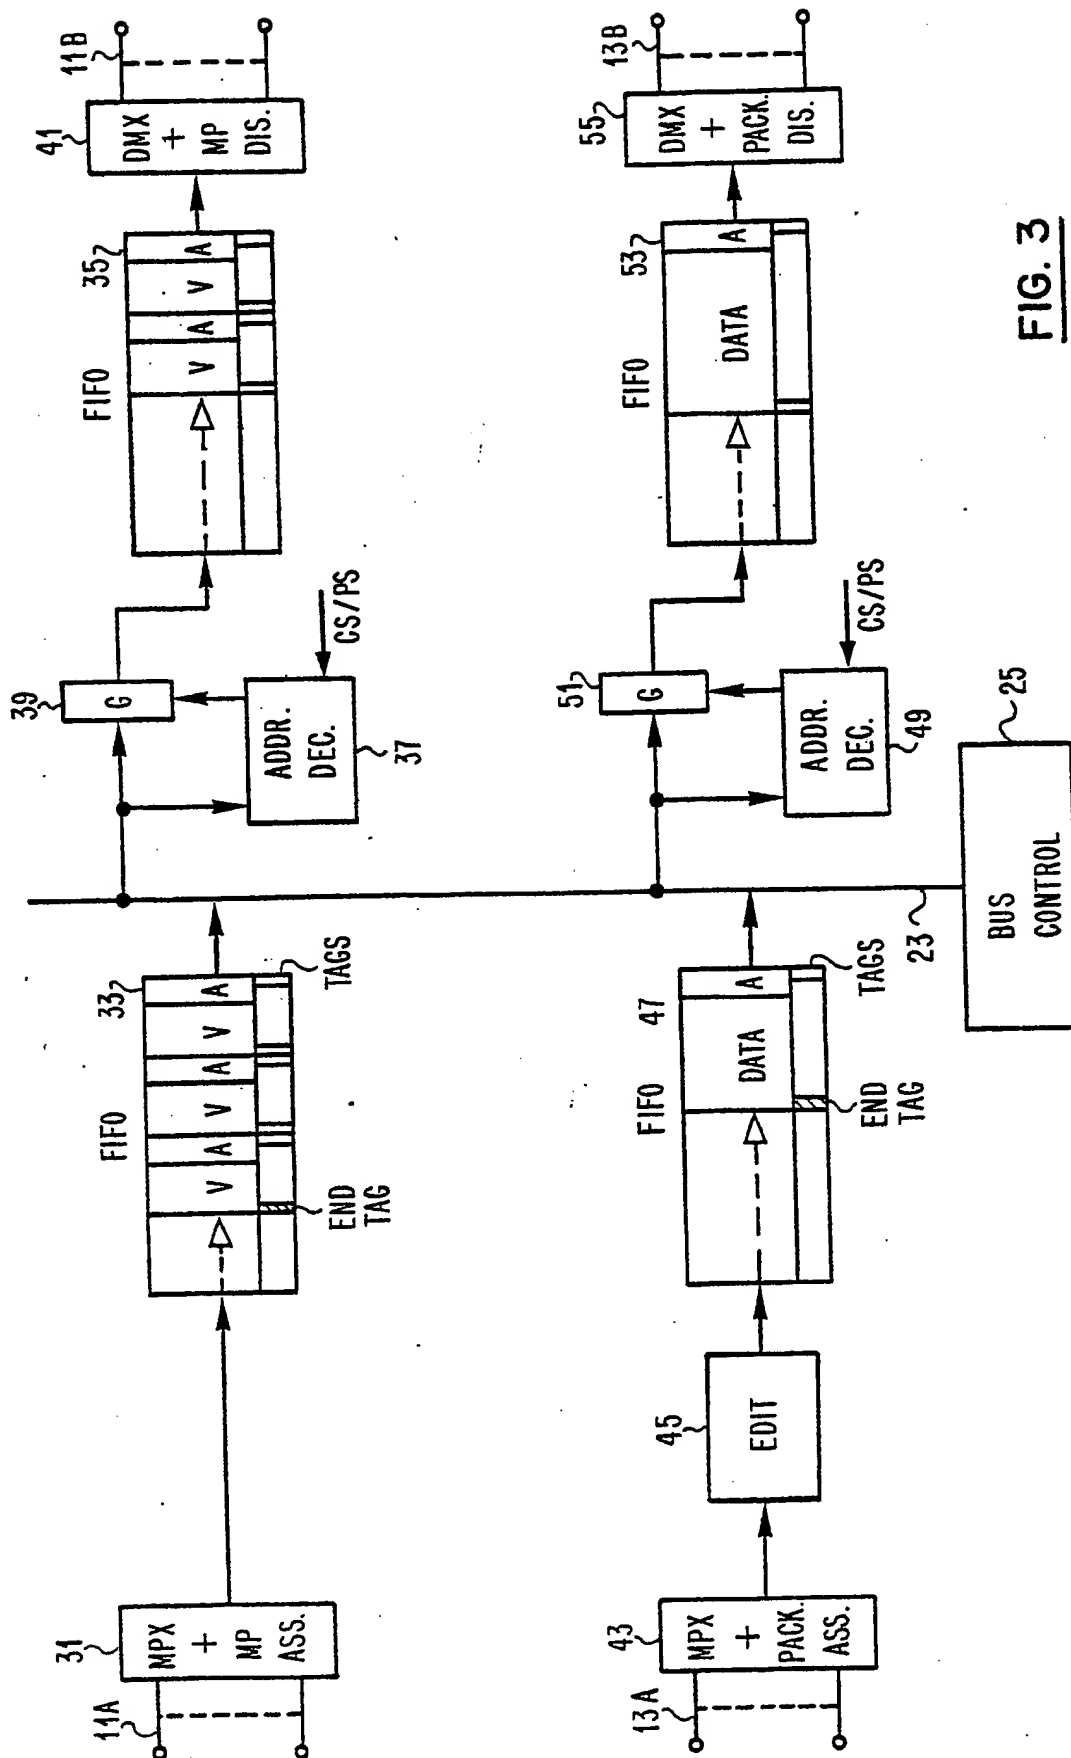 11A
31
MPX
+
MP
ASS.
FIFO
33
V
A
V
A
V
A
END
TAG
TAGS
39
G
ADDR.
DEC.
37
CS/PS
FIFO
35
V
A
V
A
41
DMX
+
MP
DIS.
11B
13A
43
MPX
+
PACK.
ASS.
45
EDIT
FIFO
47
DATA
A
END
TAG
TAGS
51
G
ADDR.
DEC.
49
CS/PS
FIFO
53
DATA
A
55
DMX
+
PACK.
DIS.
13B
23
BUS
CONTROL
25
FIG. 3